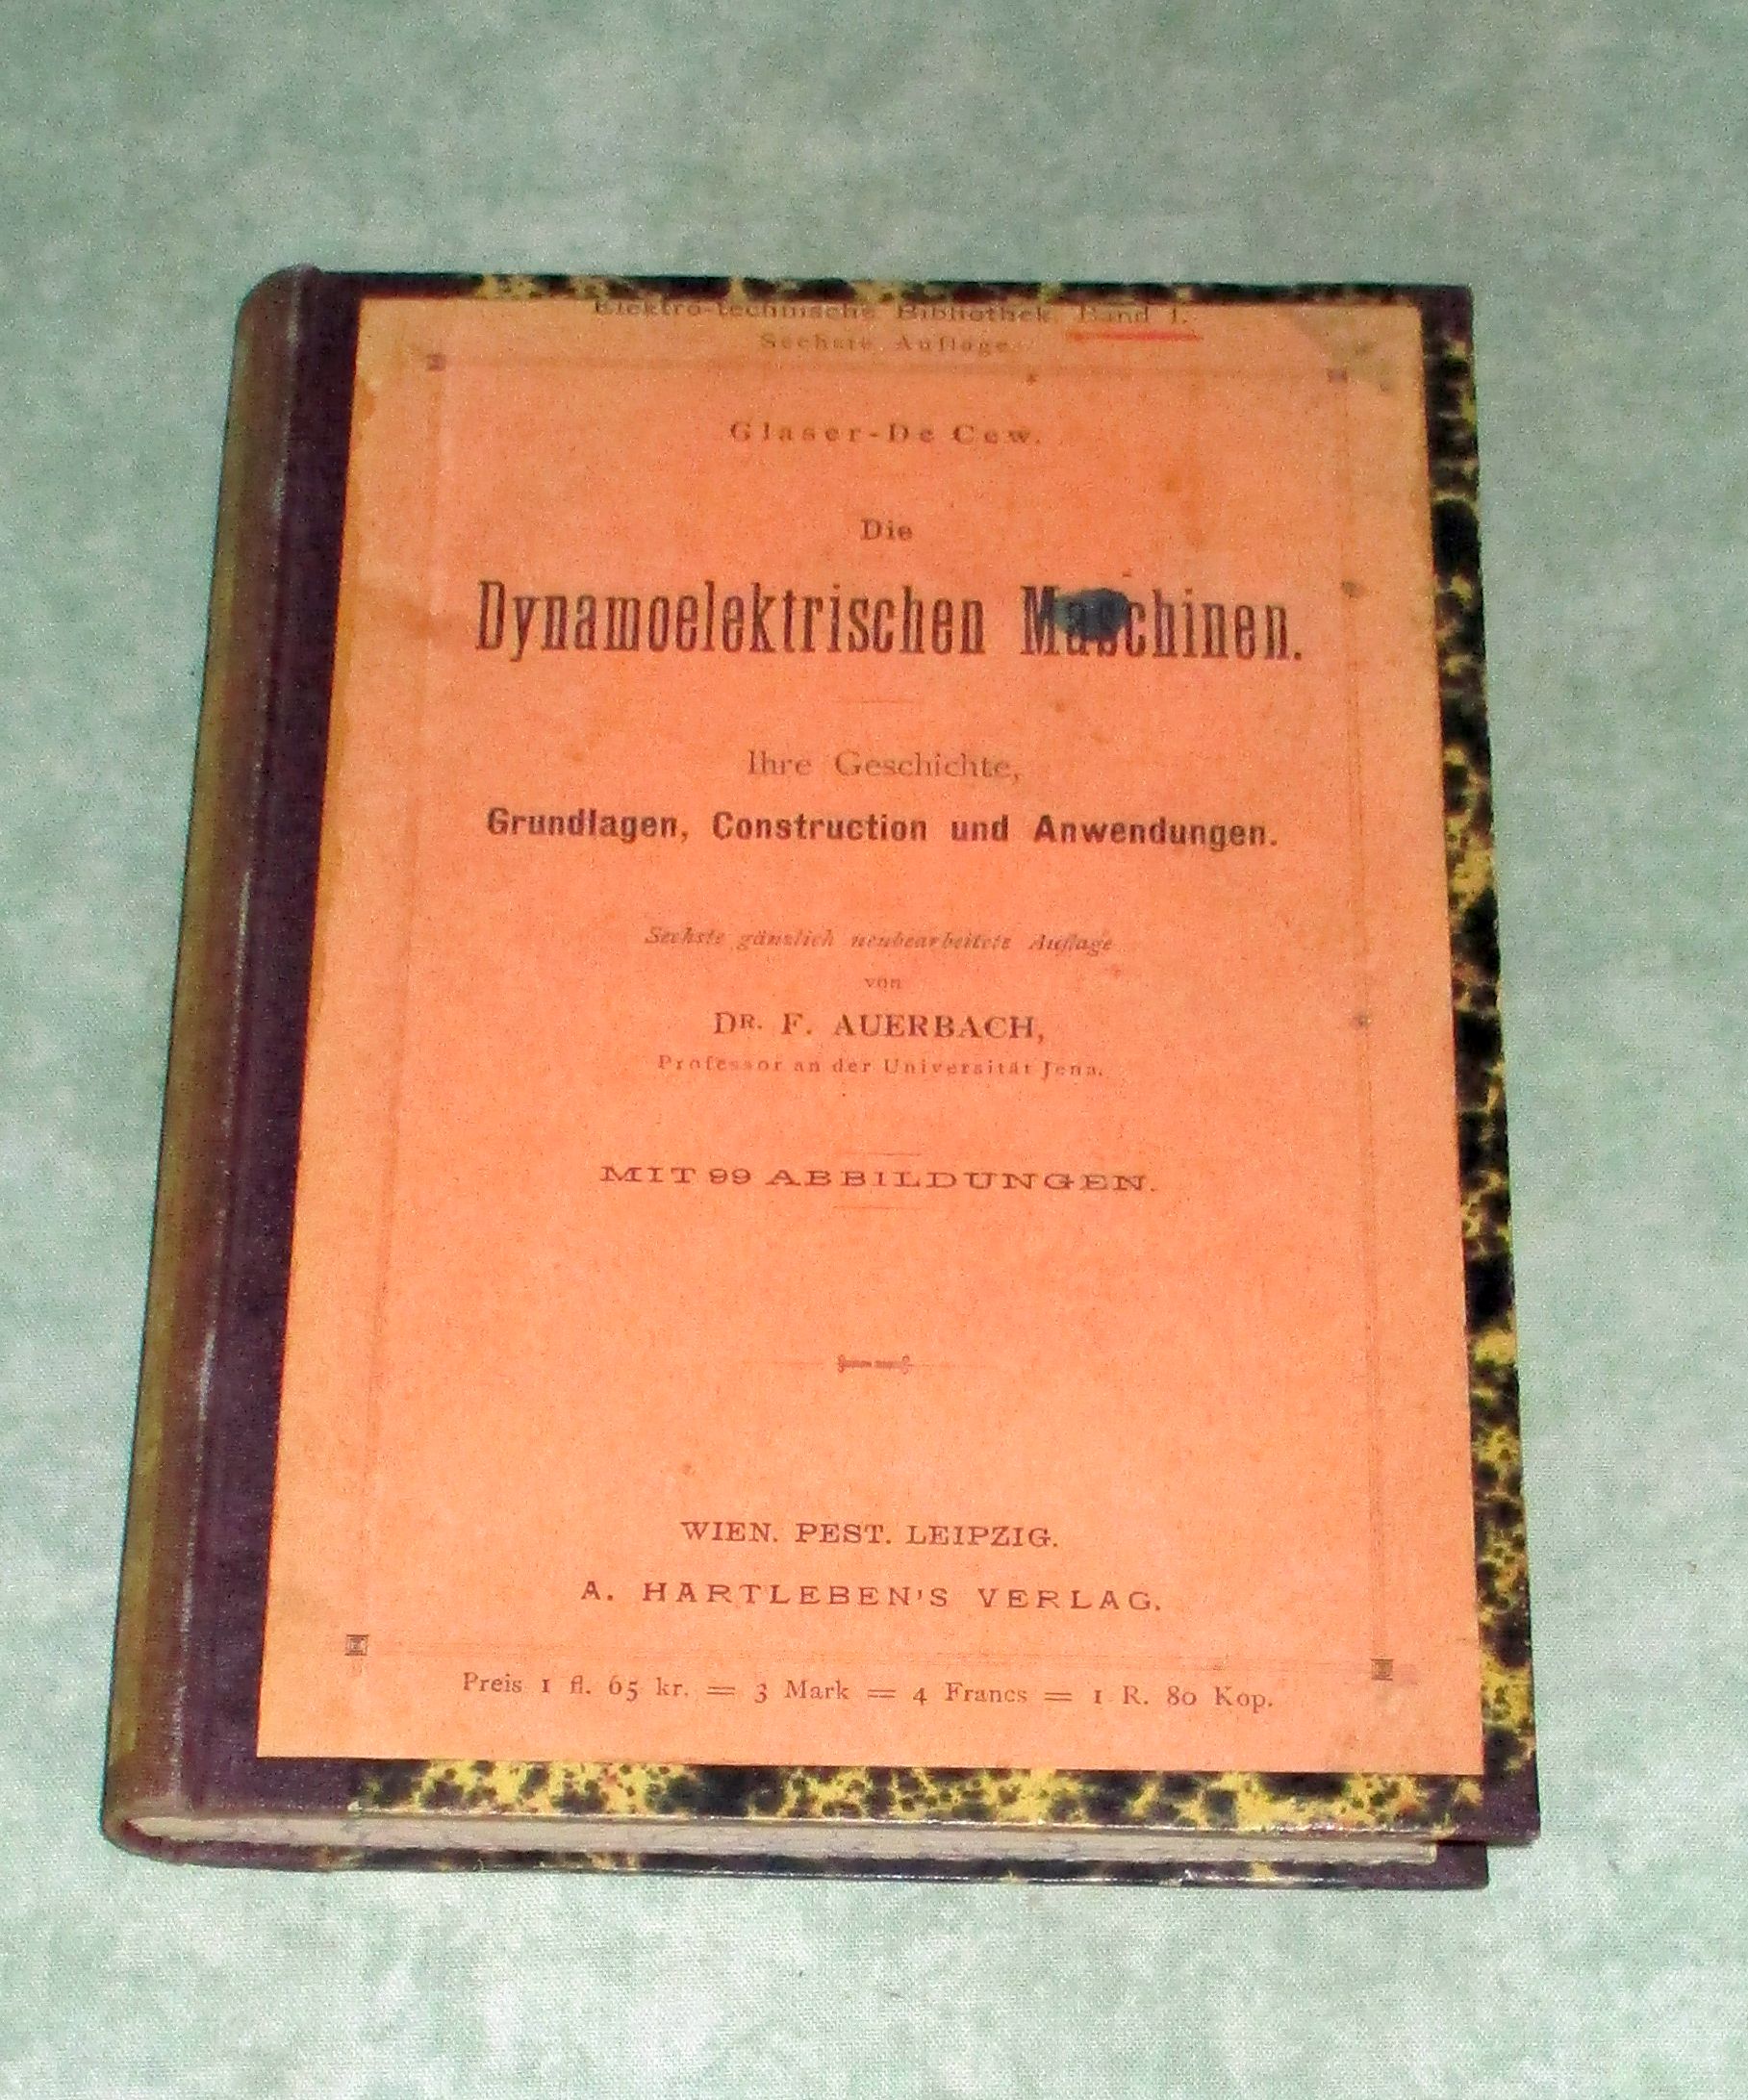 Elektro-technische Bibliothek. Band 1.
Sechste Auflage.
Glaser-De Cew.
Die
Dynamoelektrischen Maschinen.
Ihre Geschichte,
Grundlagen, Construction und Anwendungen.
Sechste gänzlich neubearbeitete Auflage
von
DR. F. AUERBACH,
Professor an der Universität Jena.
MIT 99 ABBILDUNGEN.
WIEN. PEST. LEIPZIG.
A. HARTLEBEN'S VERLAG.
Preis 1 fl. 65 kr. = 3 Mark = 4 Francs = 1 R. 80 Kop.